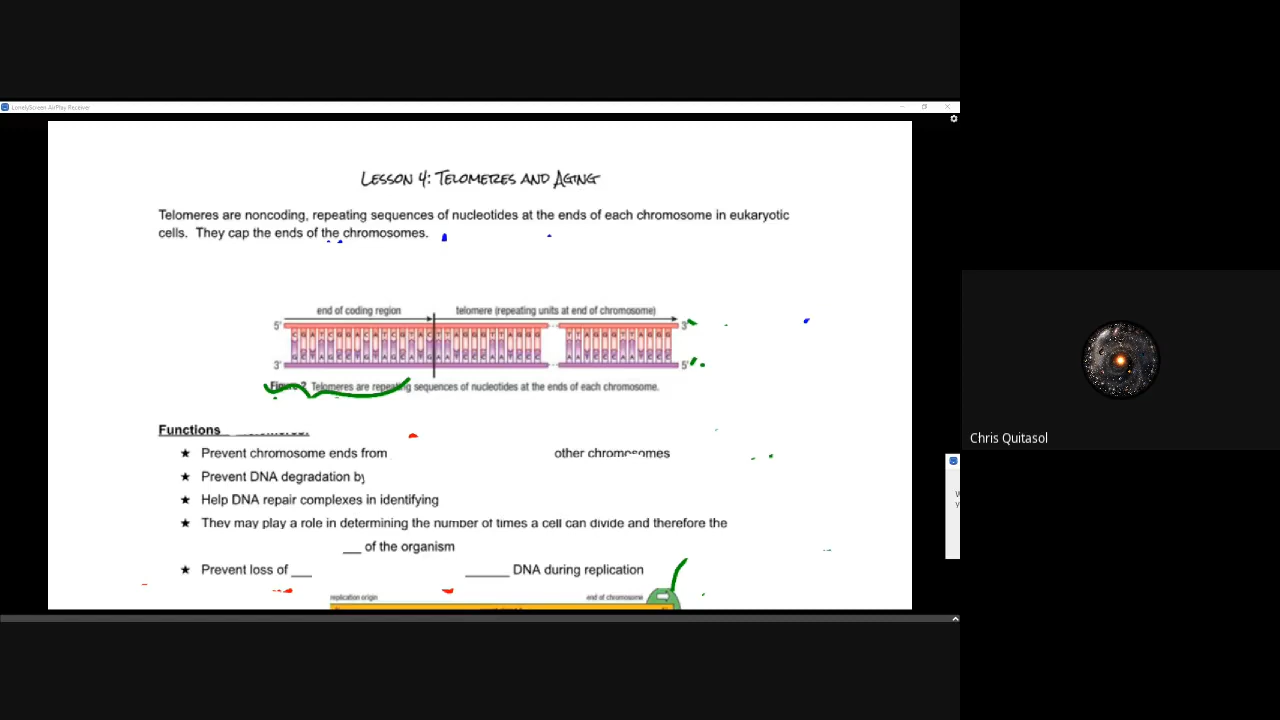 LonelyScreen AirPlay Receiver
LESSON 4: TELOMERES AND AGING
Telomeres are noncoding, repeating sequences of nucleotides at the ends of each chromosome in eukaryotic
cells. They cap the ends of the chromosomes.
end of coding region
telomere (repeating units at end of chromosome)
5' 3'
3' 5'
Figure 2 Telomeres are repeating sequences of nucleotides at the ends of each chromosome.
Functions
★ Prevent chromosome ends from other chromosomes
★ Prevent DNA degradation by
★ Help DNA repair complexes in identifying
★ They may play a role in determining the number of times a cell can divide and therefore the
___ of the organism
★ Prevent loss of ___ ______ DNA during replication
replication origin
end of chromosome
Chris Quitasol